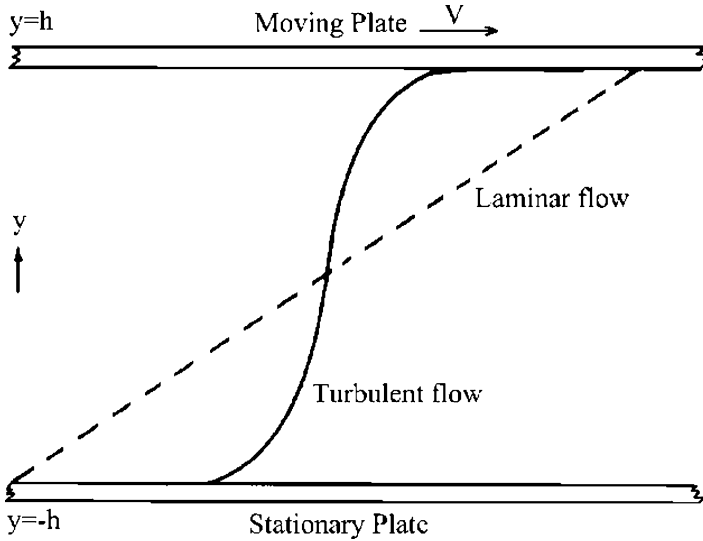 y=h
Moving Plate
V
Laminar flow
y
Turbulent flow
y=-h
Stationary Plate